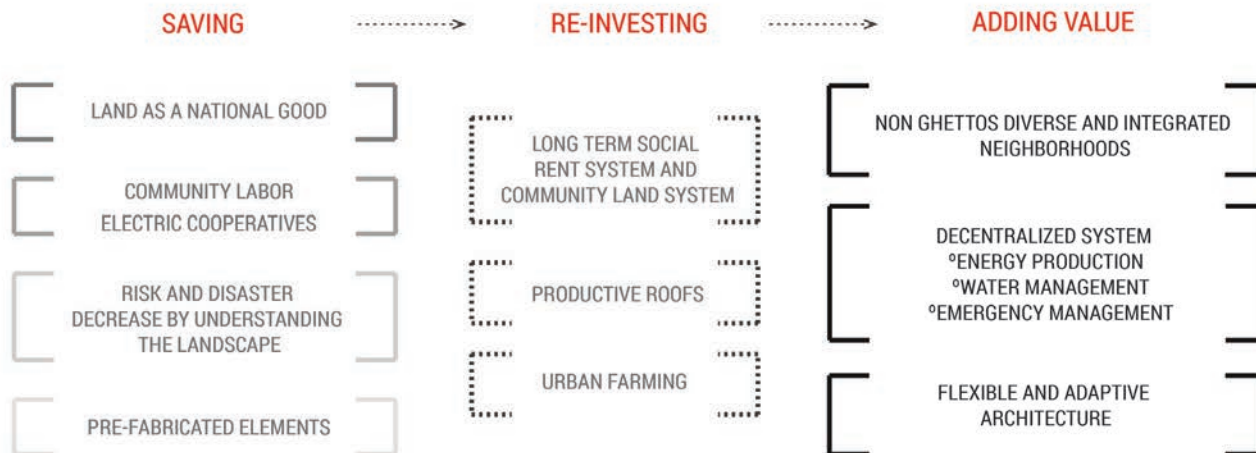 SAVING
RE-INVESTING
ADDING VALUE
LAND AS A NATIONAL GOOD
COMMUNITY LABOR
ELECTRIC COOPERATIVES
RISK AND DISASTER
DECREASE BY UNDERSTANDING
THE LANDSCAPE
PRE-FABRICATED ELEMENTS
LONG TERM SOCIAL
RENT SYSTEM AND
COMMUNITY LAND SYSTEM
PRODUCTIVE ROOFS
URBAN FARMING
NON GHETTOS DIVERSE AND INTEGRATED
NEIGHBORHOODS
DECENTRALIZED SYSTEM
ºENERGY PRODUCTION
ºWATER MANAGEMENT
ºEMERGENCY MANAGEMENT
FLEXIBLE AND ADAPTIVE
ARCHITECTURE